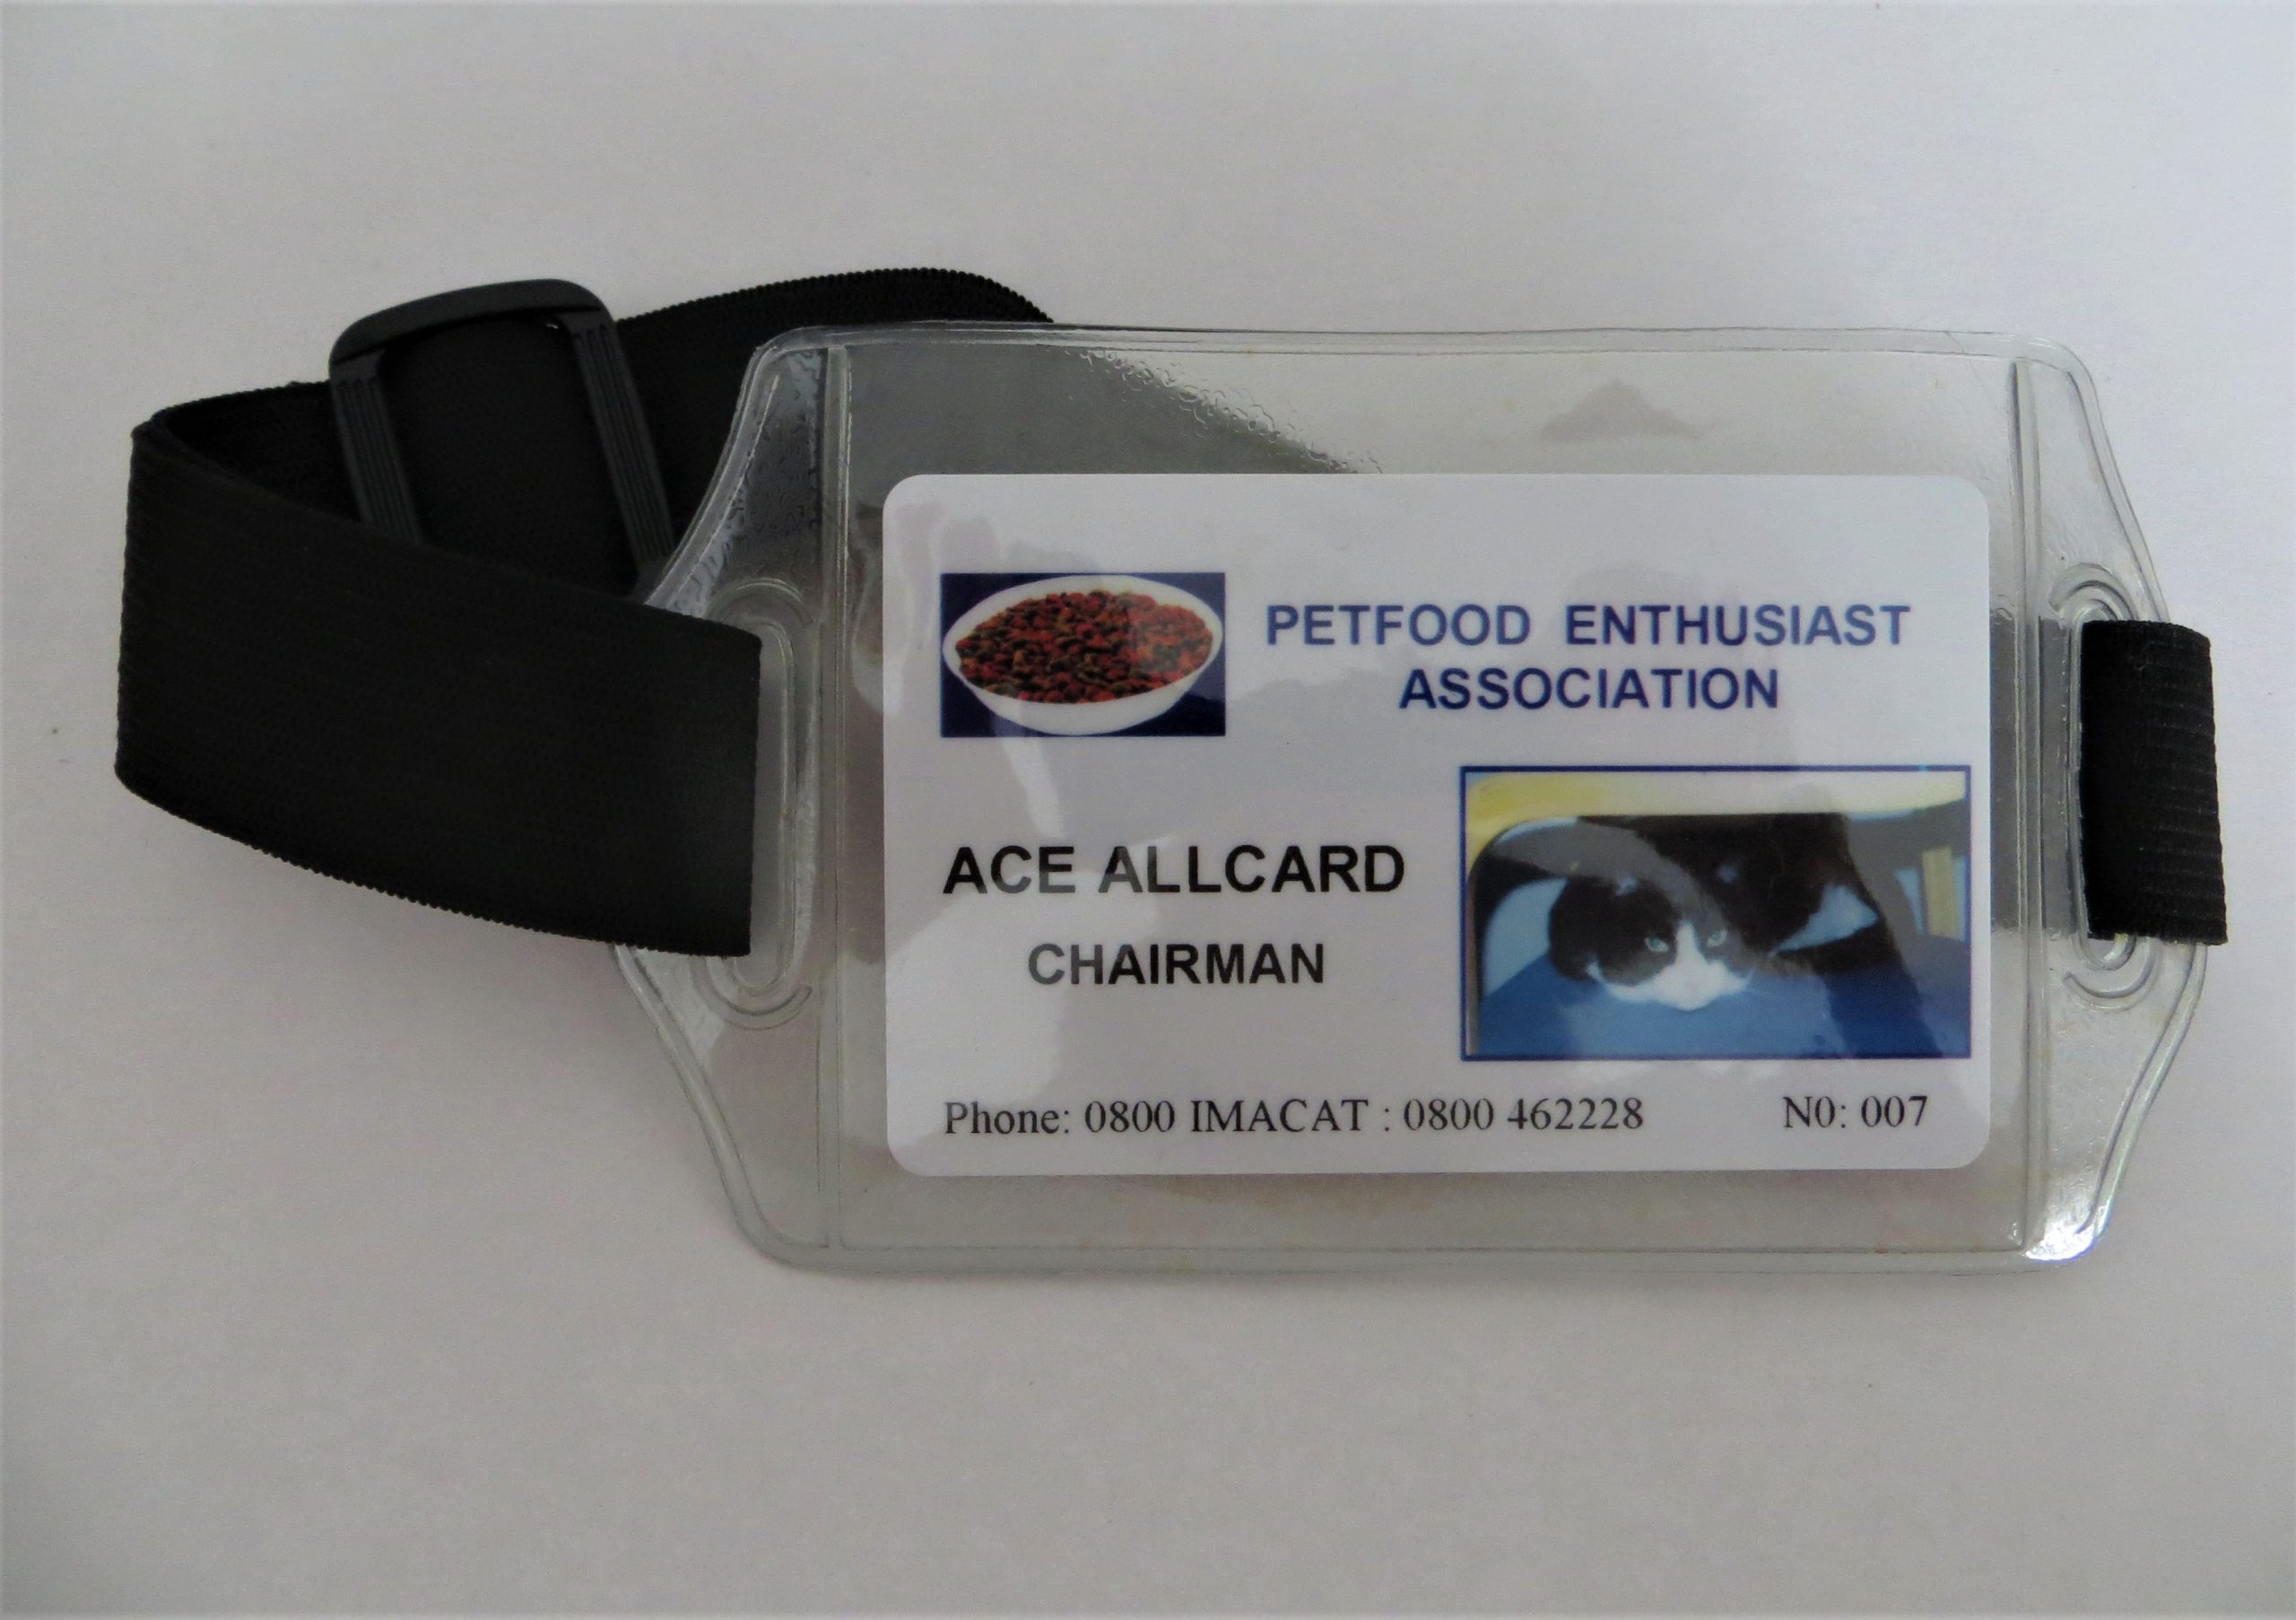 PETFOOD ENTHUSIAST
ASSOCIATION
ACE ALLCARD
CHAIRMAN
Phone: 0800 IMACAT : 0800 462228 N0: 007